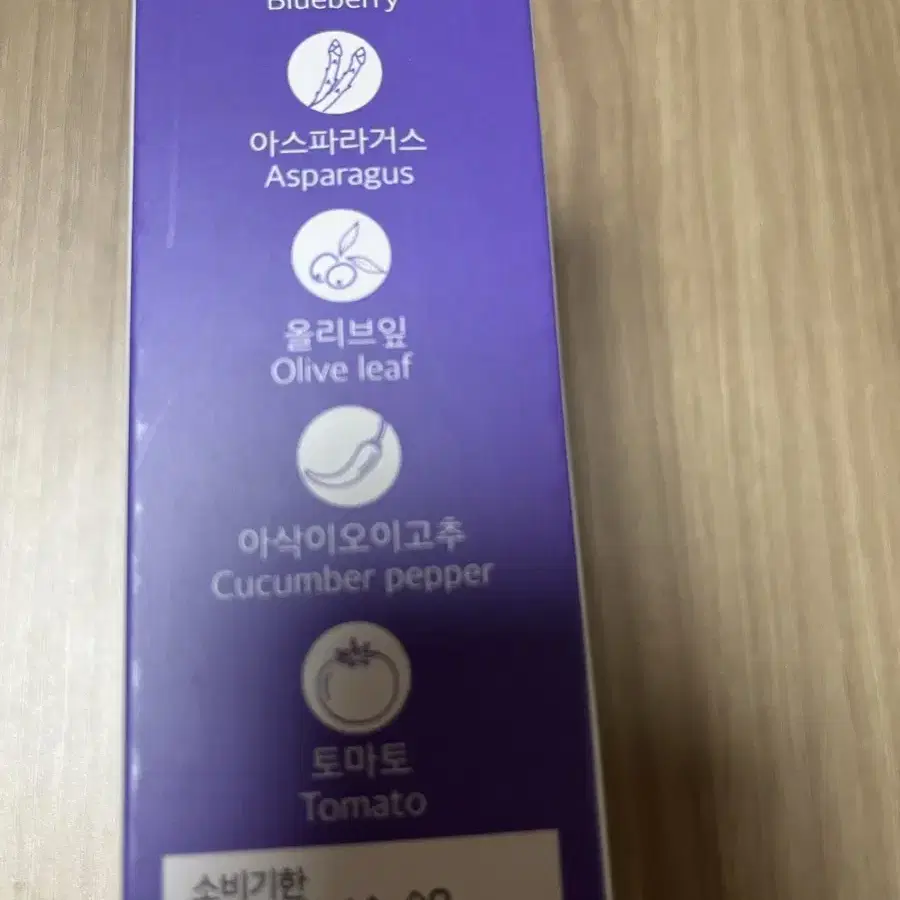 Blueberry
아스파라거스
Asparagus
올리브잎
Olive leaf
아삭이오이고추
Cucumber pepper
토마토
Tomato
소비기한